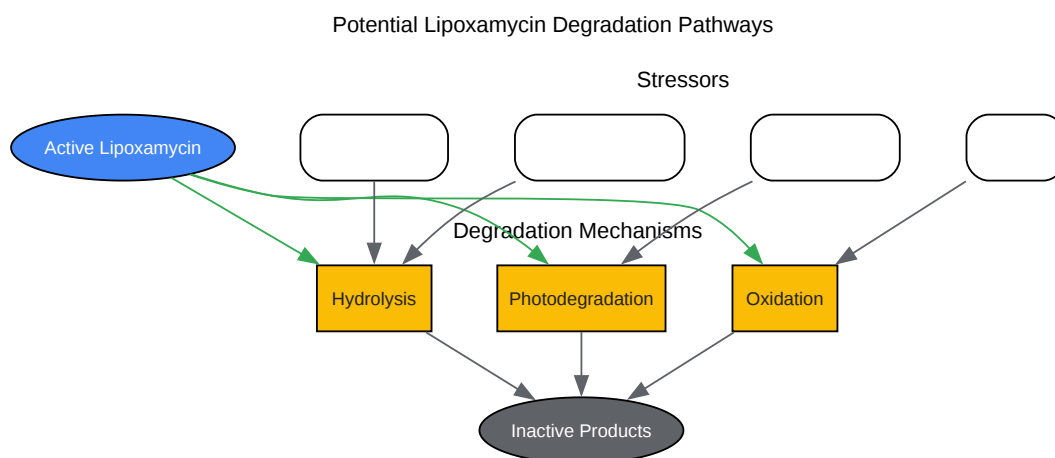 Potential Lipoxamycin Degradation Pathways
Stressors
Active Lipoxamycin
Degradation Mechanisms
Hydrolysis
Photodegradation
Oxidation
Inactive Products